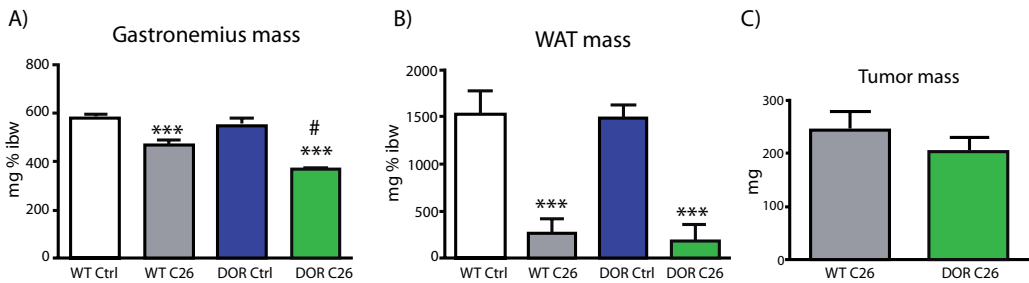 A)
Gastronemius mass
mg % ibw
800
600
400
200
0
***
#
***
WT Ctrl
WT C26
DOR Ctrl
DOR C26
B)
WAT mass
mg % ibw
2000
1500
1000
500
0
***
***
WT Ctrl
WT C26
DOR Ctrl
DOR C26
C)
Tumor mass
mg
300
200
100
0
WT C26
DOR C26